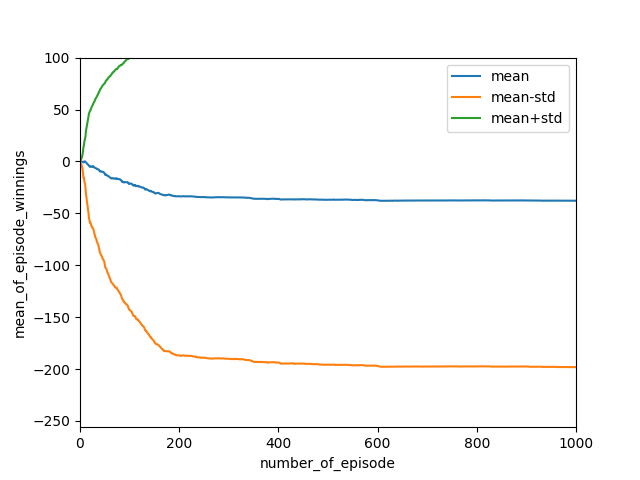 100
50
0
−50
−100
−150
−200
−250
mean_of_episode_winnings
mean
mean-std
mean+std
0 200 400 600 800 1000
number_of_episode